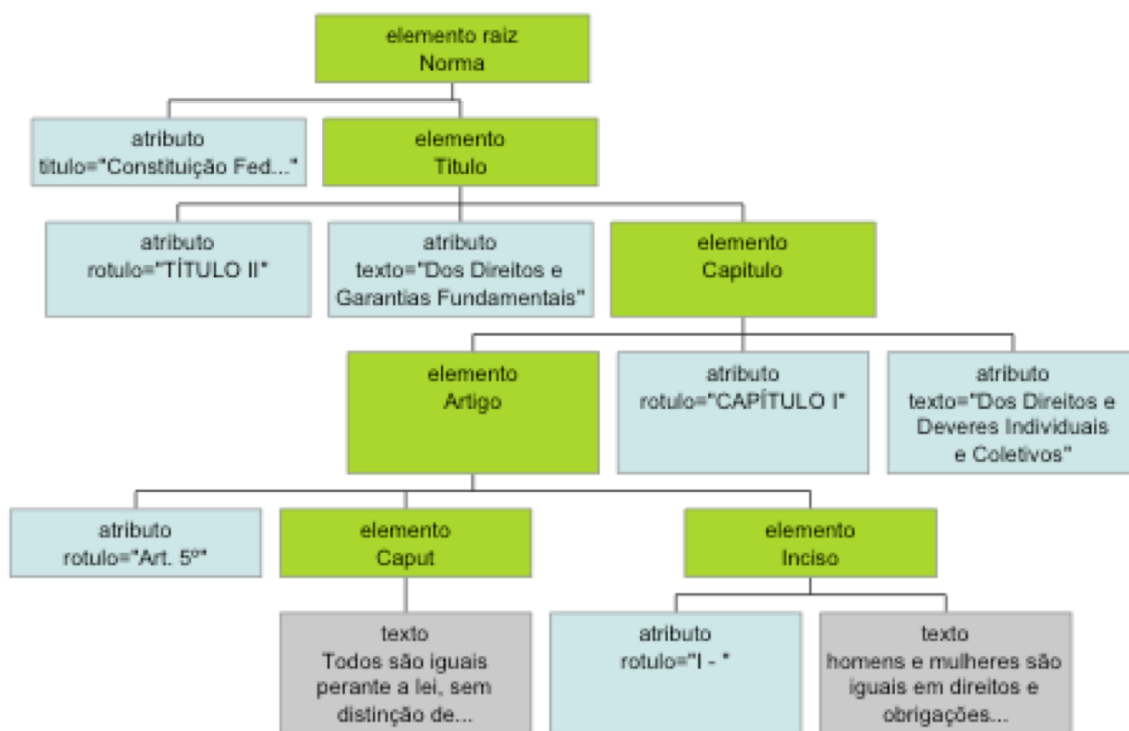 elemento raiz
Norma
atributo
titulo="Constituição Fed..."
elemento
Titulo
atributo
rotulo="TÍTULO II"
atributo
texto="Dos Direitos e
Garantias Fundamentais"
elemento
Capitulo
elemento
Artigo
atributo
rotulo="CAPÍTULO I"
atributo
texto="Dos Direitos e
Deveres Individuais
e Coletivos"
atributo
rotulo="Art. 5º"
elemento
Caput
elemento
Inciso
texto
Todos são iguais
perante a lei, sem
distinção de...
atributo
rotulo="I - "
texto
homens e mulheres são
iguais em direitos e
obrigações...